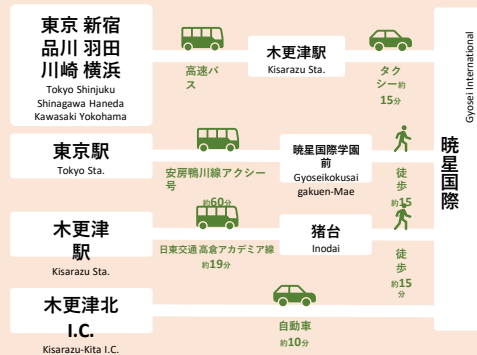 東京 新宿
品川 羽田
川崎 横浜
Tokyo Shinjuku
Shinagawa Haneda
Kawasaki Yokohama
高速バ
ス
木更津駅
Kisarazu Sta.
タク
シー約
15分
東京駅
Tokyo Sta.
安房鴨川線アクシー
号
約60分
暁星国際学園
前
Gyoseikokusai
gakuen-Mae
徒
歩
約15
木更津
駅
Kisarazu Sta.
日東交通 高倉アカデミア線
約19分
猪台
Inodai
徒
歩
約15
分
木更津北
I.C.
Kisarazu-Kita I.C.
自動車
約10分
暁星国際
Gyosei International